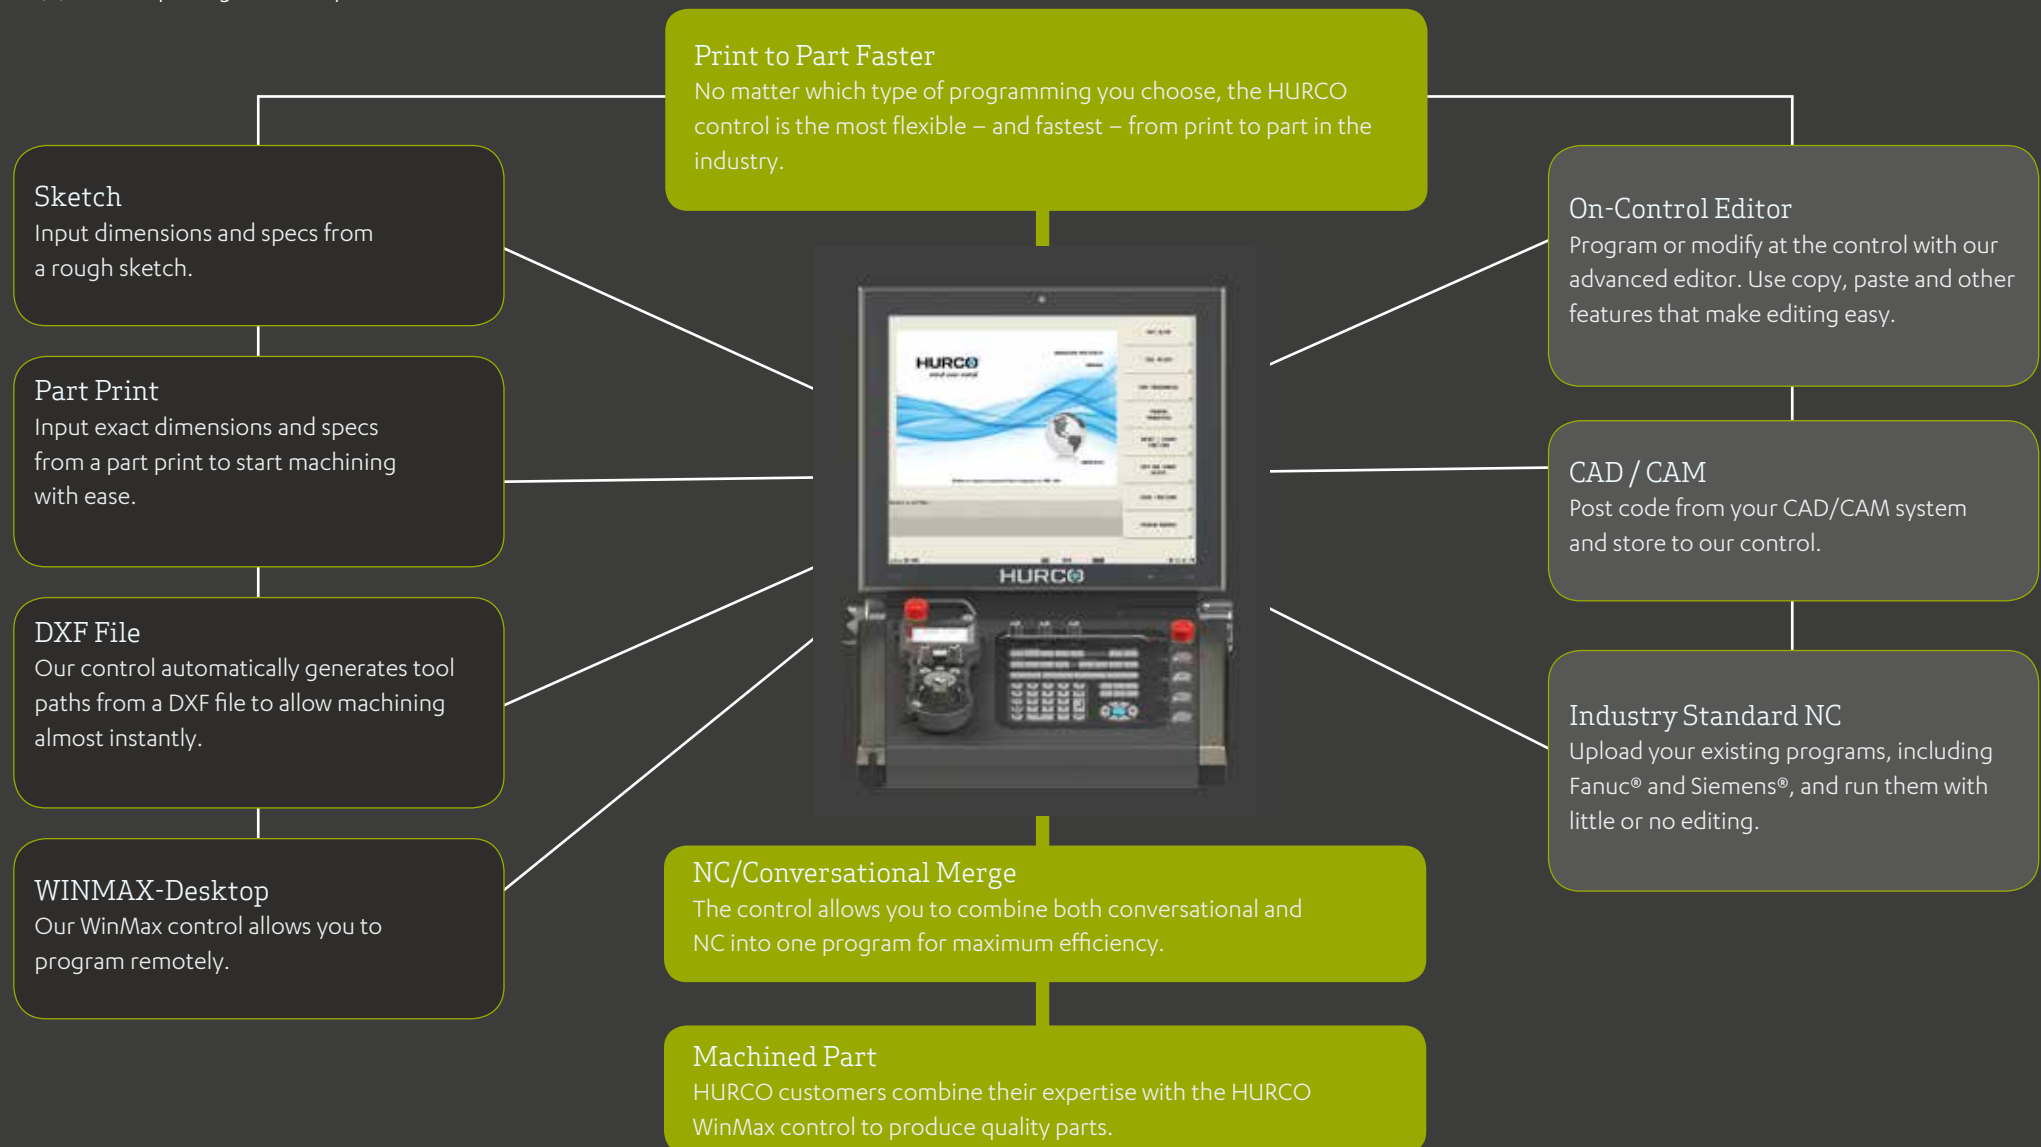 Print to Part Faster
No matter which type of programming you choose, the HURCO
control is the most flexible – and fastest – from print to part in the
industry.
Sketch
Input dimensions and specs from
a rough sketch.
Part Print
Input exact dimensions and specs
from a part print to start machining
with ease.
DXF File
Our control automatically generates tool
paths from a DXF file to allow machining
almost instantly.
WINMAX-Desktop
Our WinMax control allows you to
program remotely.
HURCO
mind over metal
HURCO
On-Control Editor
Program or modify at the control with our
advanced editor. Use copy, paste and other
features that make editing easy.
CAD / CAM
Post code from your CAD/CAM system
and store to our control.
Industry Standard NC
Upload your existing programs, including
Fanuc® and Siemens®, and run them with
little or no editing.
NC/Conversational Merge
The control allows you to combine both conversational and
NC into one program for maximum efficiency.
Machined Part
HURCO customers combine their expertise with the HURCO
WinMax control to produce quality parts.